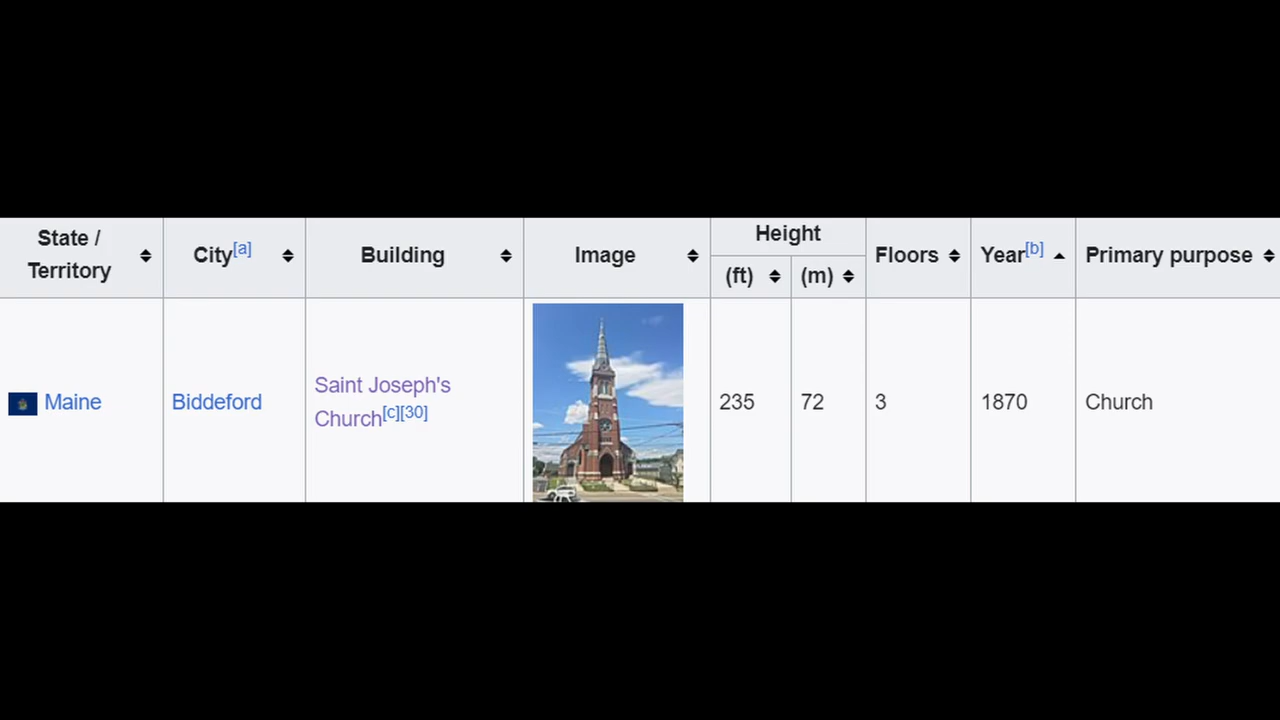 State / Territory
City[a]
Building
Image
Height
(ft)
(m)
Floors
Year[b]
Primary purpose
Maine
Biddeford
Saint Joseph's
Church[c][30]
235
72
3
1870
Church